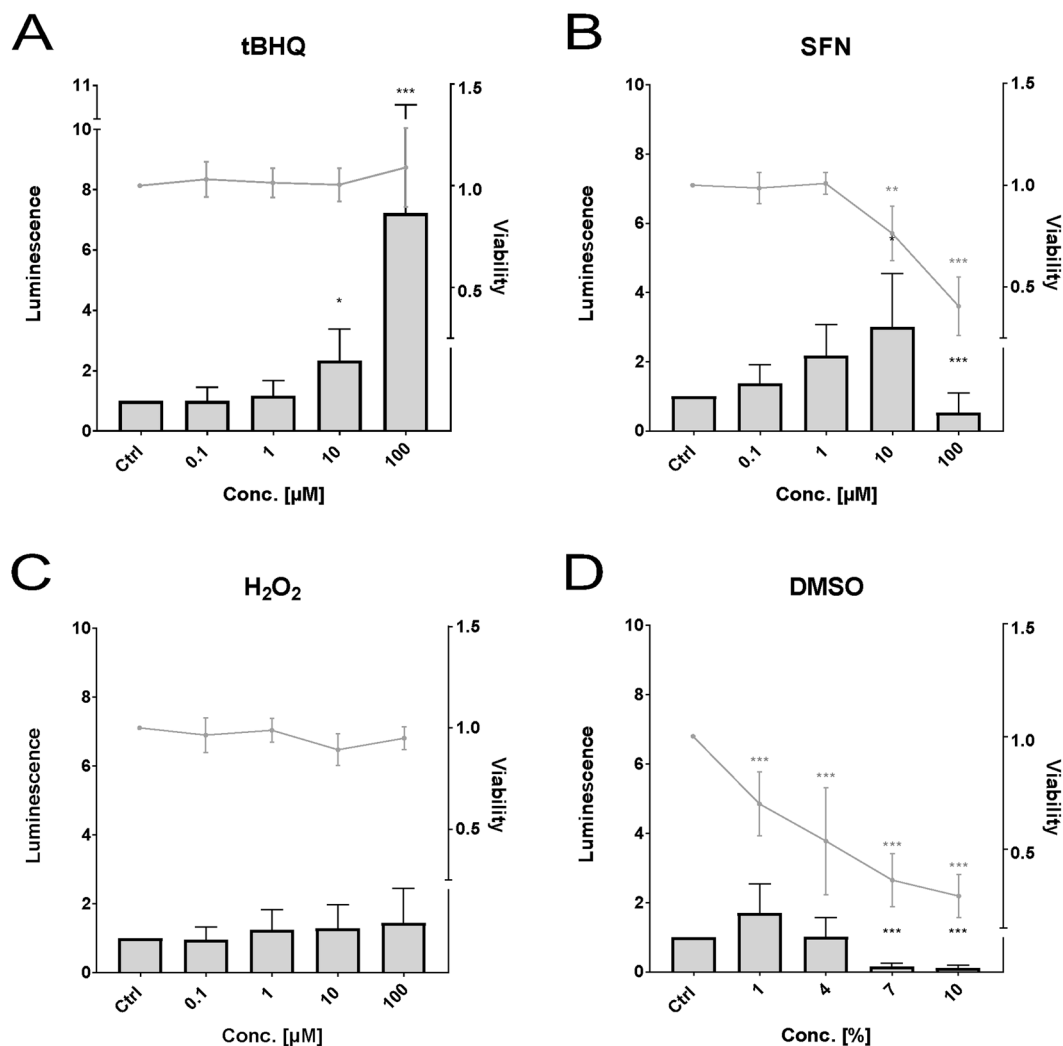 A
tBHQ
11
10
8
6
4
2
0
Luminescence
1.5
1.0
0.5
Viability
***
*
Ctrl
0.1
1
10
100
Conc. [µM]
B
SFN
10
8
6
4
2
0
Luminescence
1.5
1.0
0.5
Viability
**
*
***
***
Ctrl
0.1
1
10
100
Conc. [µM]
C
H₂O₂
10
8
6
4
2
0
Luminescence
1.5
1.0
0.5
Viability
Ctrl
0.1
1
10
100
Conc. [µM]
D
DMSO
10
8
6
4
2
0
Luminescence
1.5
1.0
0.5
Viability
***
***
***
***
***
***
Ctrl
1
4
7
10
Conc. [%]